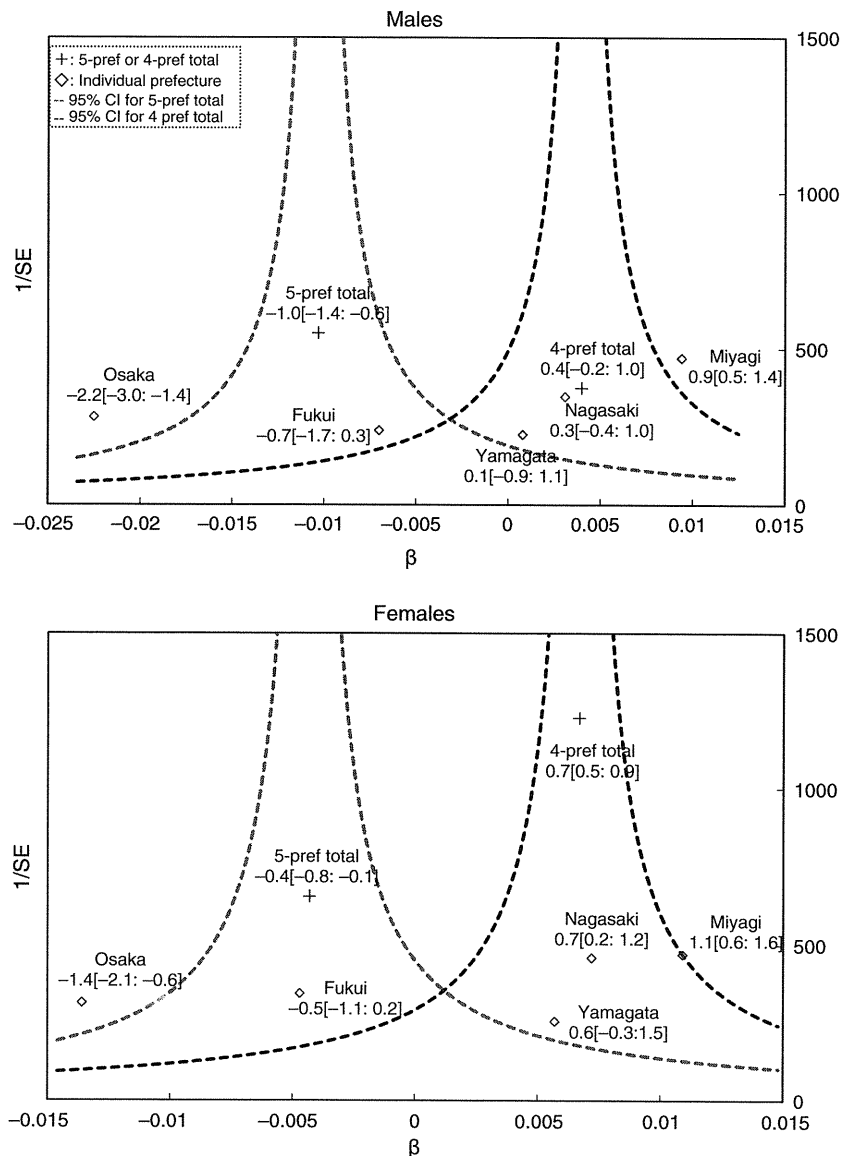 Males
+: 5-pref or 4-pref total
◇: Individual prefecture
-- 95% CI for 5-pref total
-- 95% CI for 4 pref total
1500
1000
500
0
1/SE
5-pref total
−1.0[−1.4: −0.6]
Osaka
−2.2[−3.0: −1.4]
Fukui
−0.7[−1.7: 0.3]
4-pref total
0.4[−0.2: 1.0]
Miyagi
0.9[0.5: 1.4]
Nagasaki
0.3[−0.4: 1.0]
Yamagata
0.1[−0.9: 1.1]
−0.025 −0.02 −0.015 −0.01 −0.005 0 0.005 0.01 0.015
β
Females
1500
1000
500
0
1/SE
4-pref total
0.7[0.5: 0.9]
5-pref total
−0.4[−0.8: −0.1]
Osaka
−1.4[−2.1: −0.6]
Fukui
−0.5[−1.1: 0.2]
Nagasaki
0.7[0.2: 1.2]
Miyagi
1.1[0.6: 1.6]
Yamagata
0.6[−0.3:1.5]
−0.015 −0.01 −0.005 0 0.005 0.01 0.015
β